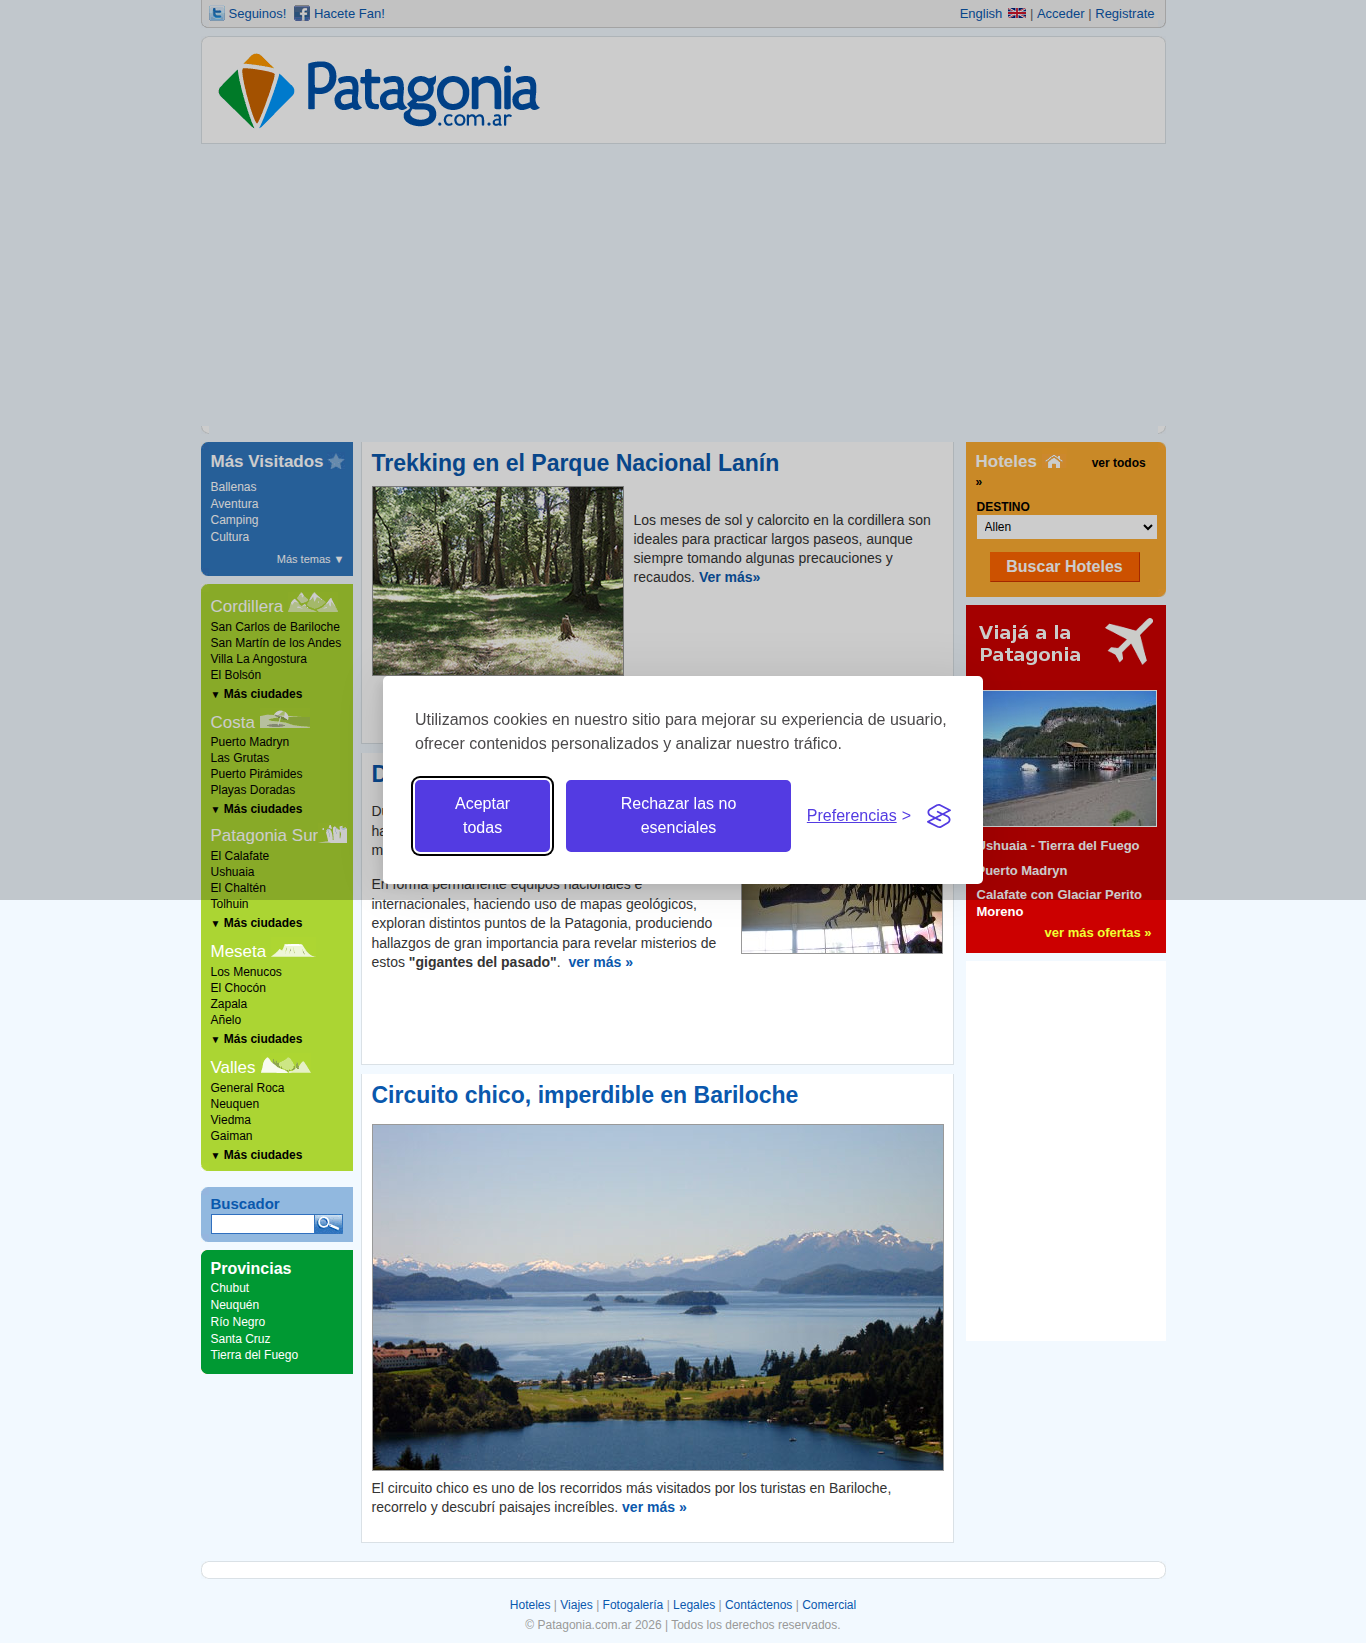 Seguinos! Hacete Fan!
English | Acceder | Registrate
Patagonia
.com.ar
Más Visitados
Ballenas
Aventura
Camping
Cultura
Más temas ▼
Cordillera
San Carlos de Bariloche
San Martín de los Andes
Villa La Angostura
El Bolsón
▼ Más ciudades
Costa
Puerto Madryn
Las Grutas
Puerto Pirámides
Playas Doradas
▼ Más ciudades
Patagonia Sur
El Calafate
Ushuaia
El Chaltén
Tolhuin
▼ Más ciudades
Meseta
Los Menucos
El Chocón
Zapala
Añelo
▼ Más ciudades
Valles
General Roca
Neuquen
Viedma
Gaiman
▼ Más ciudades
Buscador
Provincias
Chubut
Neuquén
Río Negro
Santa Cruz
Tierra del Fuego
Trekking en el Parque Nacional Lanín
Los meses de sol y calorcito en la cordillera son
ideales para practicar largos paseos, aunque
siempre tomando algunas precauciones y
recaudos. Ver más»
Utilizamos cookies en nuestro sitio para mejorar su experiencia de usuario,
ofrecer contenidos personalizados y analizar nuestro tráfico.
Aceptar
todas
Rechazar las no
esenciales
Preferencias >
En forma permanente equipos nacionales e
internacionales, haciendo uso de mapas geológicos,
exploran distintos puntos de la Patagonia, produciendo
hallazgos de gran importancia para revelar misterios de
estos "gigantes del pasado". ver más »
Circuito chico, imperdible en Bariloche
El circuito chico es uno de los recorridos más visitados por los turistas en Bariloche,
recorrelo y descubrí paisajes increíbles. ver más »
Hoteles ver todos
»
DESTINO
Allen
Buscar Hoteles
Viajá a la
Patagonia
Ushuaia - Tierra del Fuego
Puerto Madryn
Calafate con Glaciar Perito
Moreno
ver más ofertas »
Hoteles | Viajes | Fotogalería | Legales | Contáctenos | Comercial
© Patagonia.com.ar 2026 | Todos los derechos reservados.